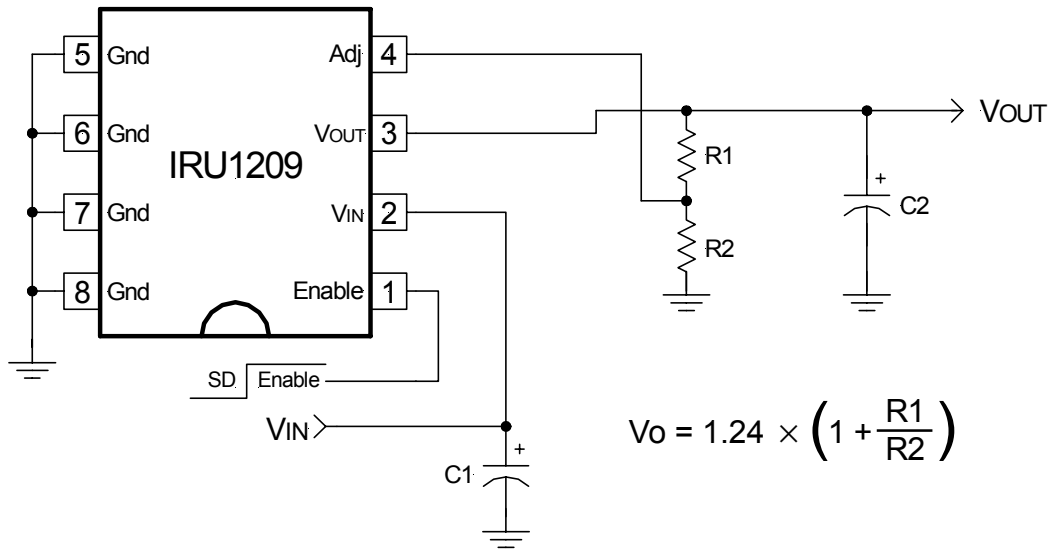 5 Gnd
Adj 4
VOUT
6 Gnd
VOUT 3
IRU1209
R1
7 Gnd
VIN 2
+
C2
R2
8 Gnd
Enable 1
SD Enable
VIN
+
C1
Vo = 1.24 × (1 + R1/R2)